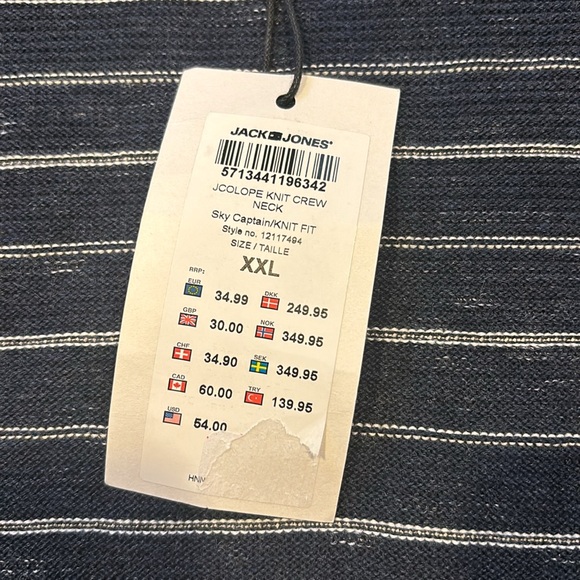 JACK JONES
5713441196342
JCOLOPE KNIT CREW
NECK
Sky Captain/KNIT FIT
Style no. 12117494
SIZE / TAILLE
XXL
RRP:
EUR 34.99 DKK 249.95
GBP 30.00 NOK 349.95
CHF 34.90 SEK 349.95
CAD 60.00 TRY 139.95
USD 54.00